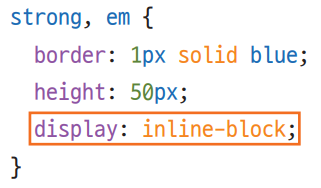 strong, em {
  border: 1px solid blue;
  height: 50px;
  display: inline-block;
}